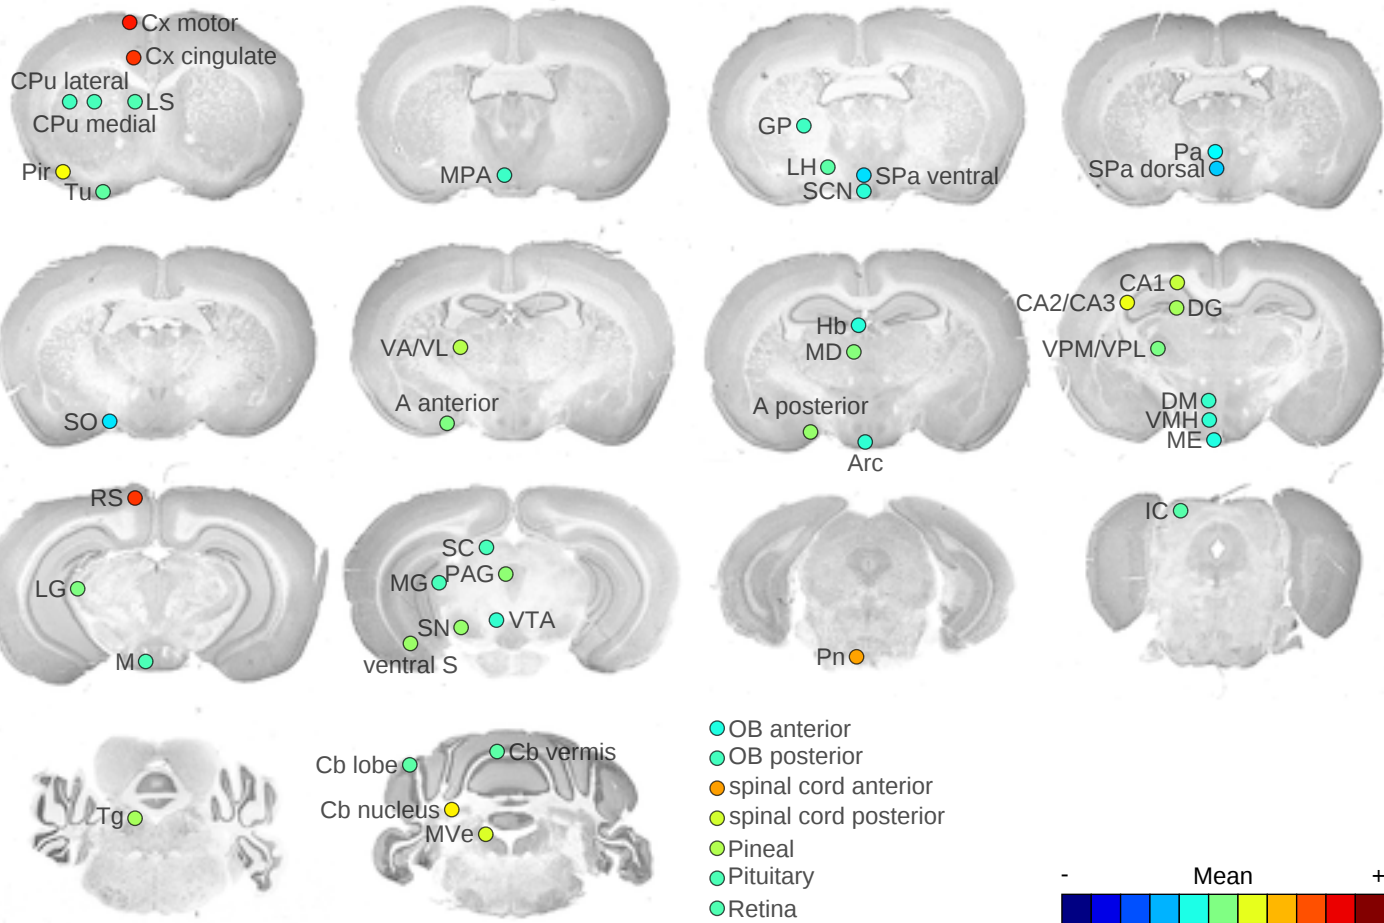 Cx motor
Cx cingulate
CPu lateral
LS
CPu medial
Pir
Tu
MPA
GP
LH
SPa ventral
SCN
Pa
SPa dorsal
SO
VA/VL
A anterior
Hb
MD
A posterior
Arc
CA1
CA2/CA3
DG
VPM/VPL
DM
VMH
ME
RS
LG
M
SC
MG
PAG
SN
VTA
ventral S
Pn
IC
Tg
Cb lobe
Cb vermis
Cb nucleus
MVe
OB anterior
OB posterior
spinal cord anterior
spinal cord posterior
Pineal
Pituitary
Retina
- Mean +